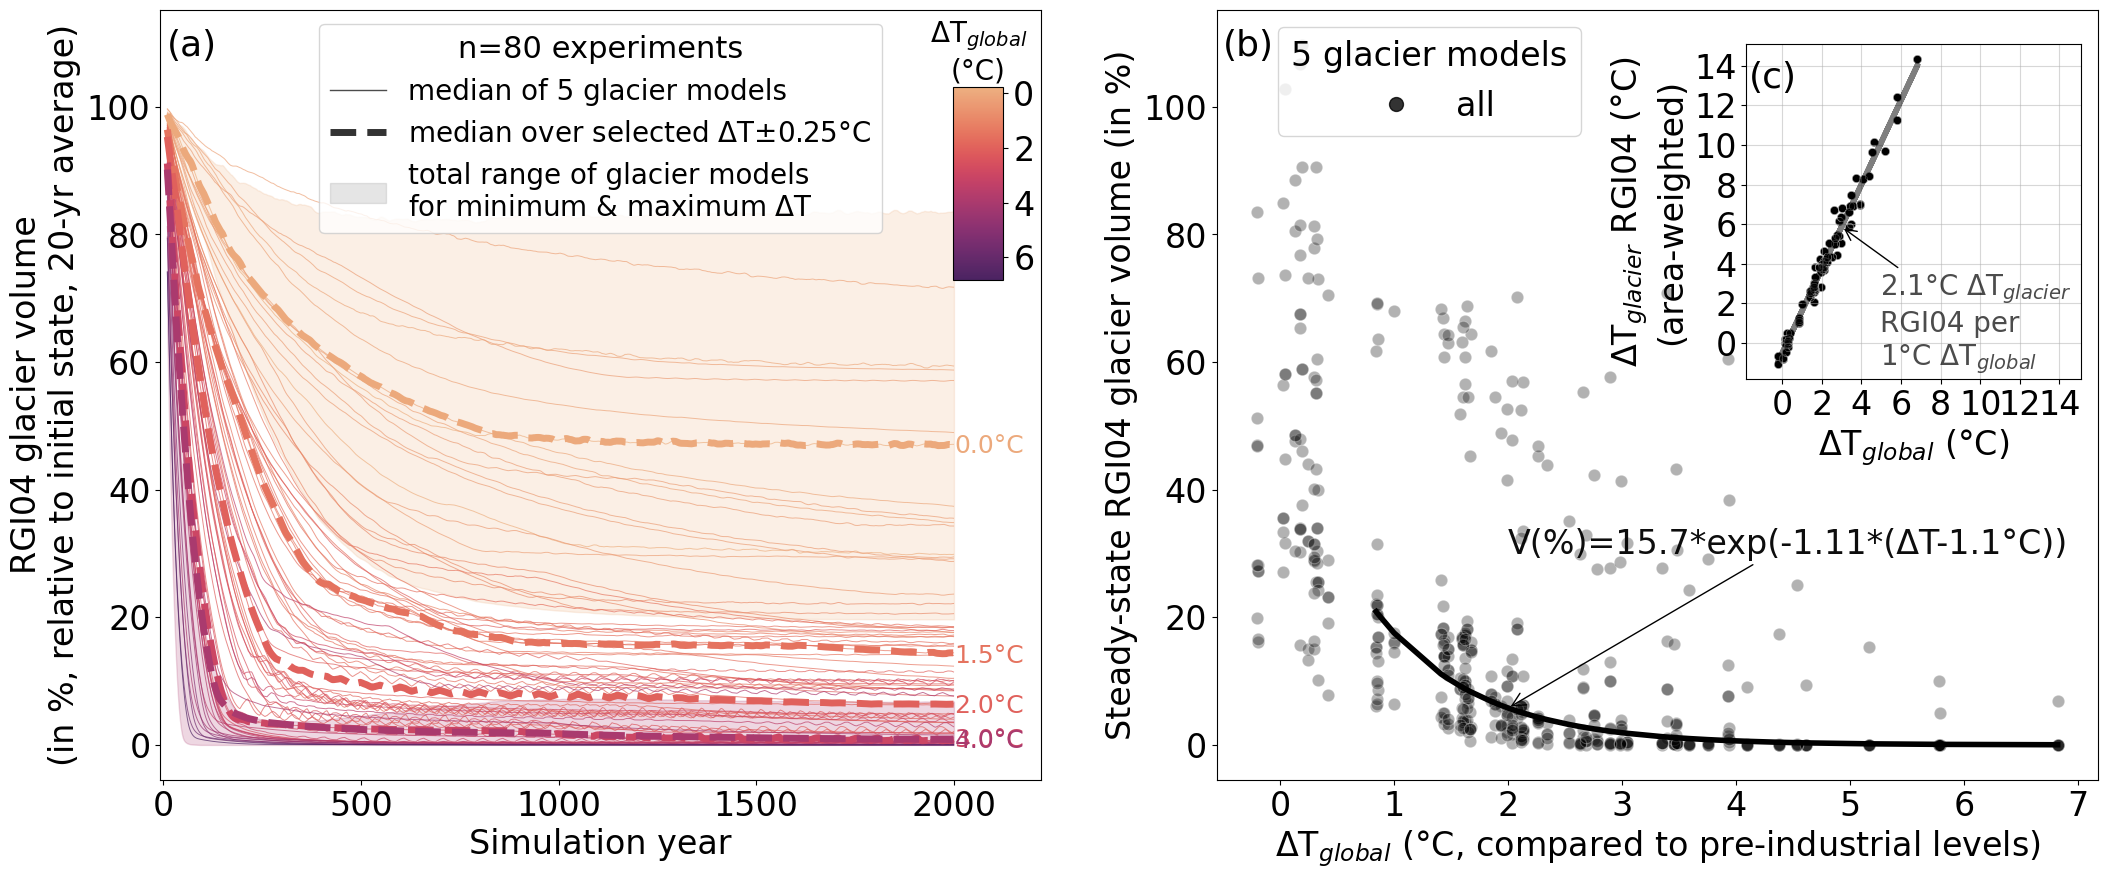 (a)
n=80 experiments
median of 5 glacier models
median over selected ΔT±0.25°C
total range of glacier models
for minimum & maximum ΔT
ΔTglobal
(°C)
0
2
4
6
RGI04 glacier volume
(in %, relative to initial state, 20-yr average)
100
80
60
40
20
0
0.0°C
1.5°C
2.0°C
4.0°C
0
500
1000
1500
2000
Simulation year
(b)
5 glacier models
all
Steady-state RGI04 glacier volume (in %)
100
80
60
40
20
0
V(%)=15.7*exp(-1.11*(ΔT-1.1°C))
0
1
2
3
4
5
6
7
ΔTglobal (°C, compared to pre-industrial levels)
(c)
ΔTglacier RGI04 (°C)
(area-weighted)
14
12
10
8
6
4
2
0
2.1°C ΔTglacier
RGI04 per
1°C ΔTglobal
0
2
4
6
8
10
12
14
ΔTglobal (°C)